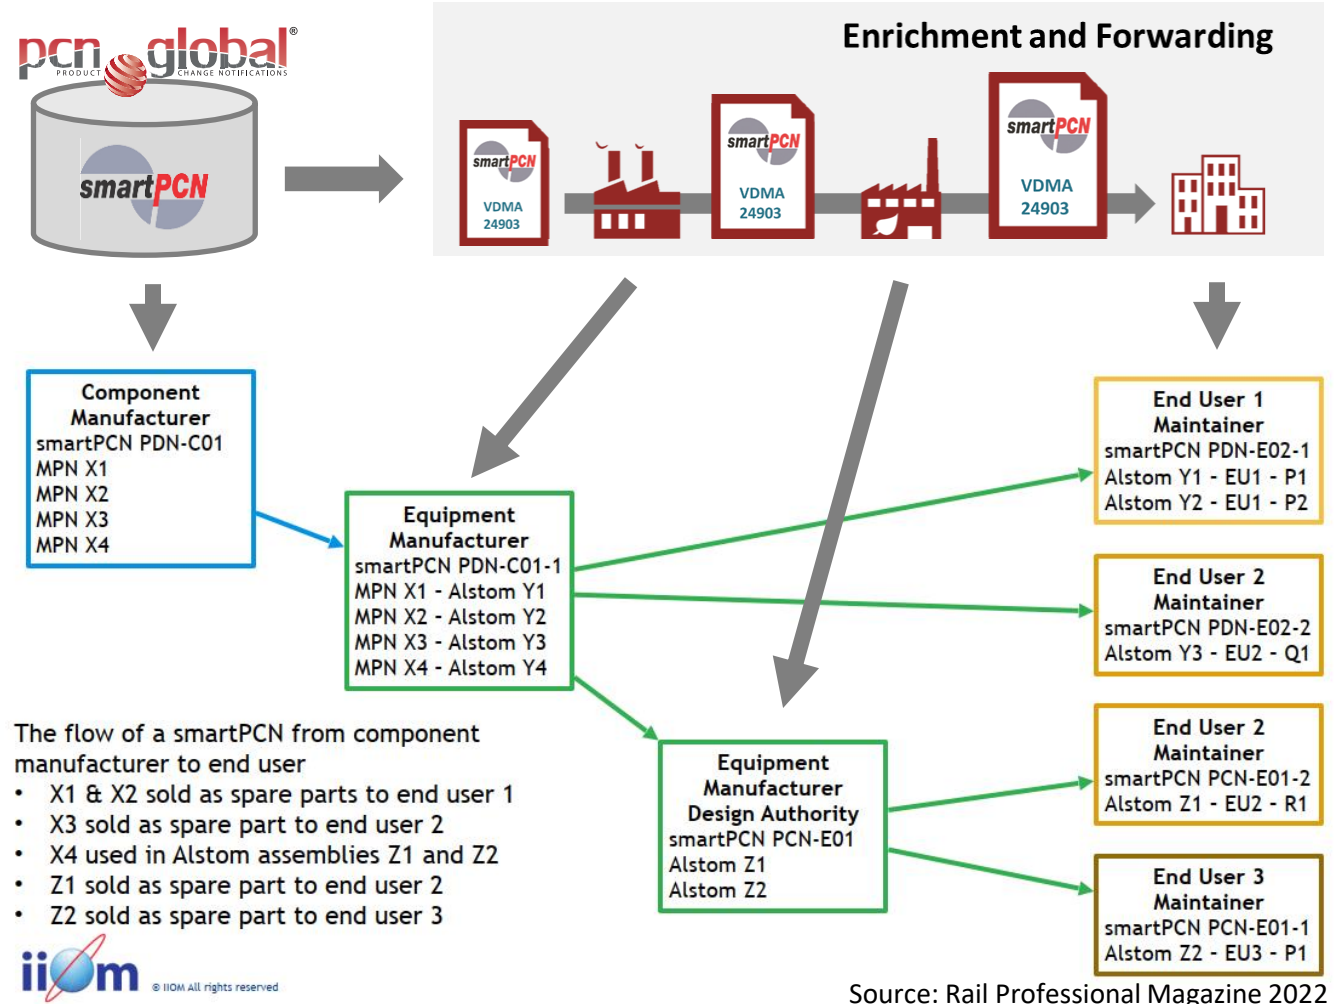 pcn global®
PRODUCT CHANGE NOTIFICATIONS
smartPCN
Enrichment and Forwarding
smartPCN
VDMA
24903
smartPCN
VDMA
24903
smartPCN
VDMA
24903
Component
Manufacturer
smartPCN PDN-C01
MPN X1
MPN X2
MPN X3
MPN X4
Equipment
Manufacturer
smartPCN PDN-C01-1
MPN X1 - Alstom Y1
MPN X2 - Alstom Y2
MPN X3 - Alstom Y3
MPN X4 - Alstom Y4
Equipment
Manufacturer
Design Authority
smartPCN PCN-E01
Alstom Z1
Alstom Z2
End User 1
Maintainer
smartPCN PDN-E02-1
Alstom Y1 - EU1 - P1
Alstom Y2 - EU1 - P2
End User 2
Maintainer
smartPCN PDN-E02-2
Alstom Y3 - EU2 - Q1
End User 2
Maintainer
smartPCN PCN-E01-2
Alstom Z1 - EU2 - R1
End User 3
Maintainer
smartPCN PCN-E01-1
Alstom Z2 - EU3 - P1
The flow of a smartPCN from component
manufacturer to end user
• X1 & X2 sold as spare parts to end user 1
• X3 sold as spare part to end user 2
• X4 used in Alstom assemblies Z1 and Z2
• Z1 sold as spare part to end user 2
• Z2 sold as spare part to end user 3
iiom
© IIOM All rights reserved
Source: Rail Professional Magazine 2022